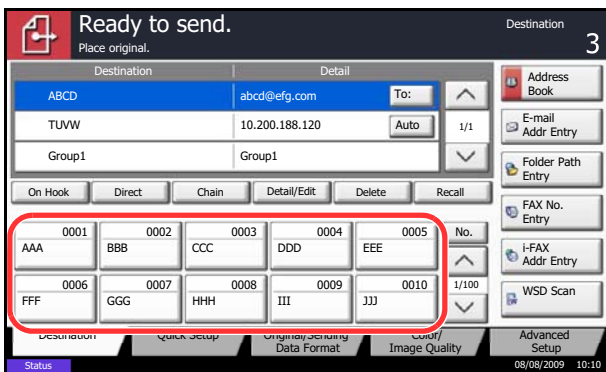 Ready to send.
Place original.
Destination
3
Destination Detail
ABCD abcd@efg.com To:
TUVW 10.200.188.120 Auto 1/1
Group1 Group1
Address
Book
E-mail
Addr Entry
Folder Path
Entry
FAX No.
Entry
i-FAX
Addr Entry
WSD Scan
On Hook Direct Chain Detail/Edit Delete Recall
0001 0002 0003 0004 0005 No.
AAA BBB CCC DDD EEE
0006 0007 0008 0009 0010 1/100
FFF GGG HHH III JJJ
Destination Quick Setup Original/Sending
Data Format Color/
Image Quality Advanced
Setup
Status 08/08/2009 10:10